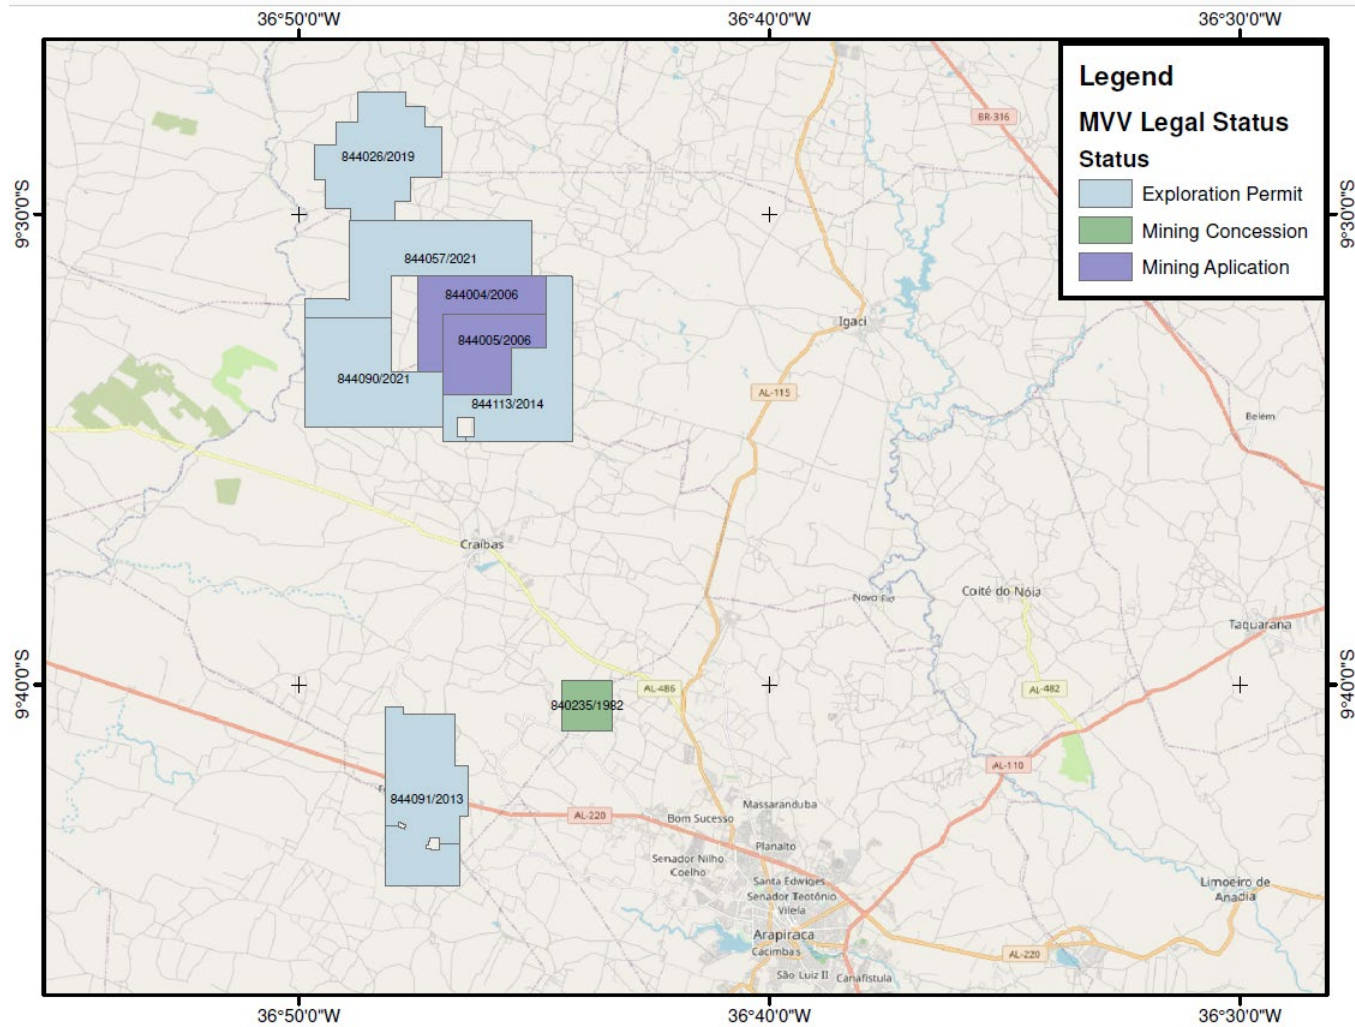 36°50'0"W
36°40'0"W
36°30'0"W
Legend
MVV Legal Status
Status
Exploration Permit
Mining Concession
Mining Aplication
BR-316
844026/2019
9°30'0"S
9°30'0"S
844057/2021
844004/2006
Igaci
844005/2006
844090/2021
AL-115
844113/2014
Belém
Craíbas
Coité do Nóia
Novo Rio
Taquarana
9°40'0"S
9°40'0"S
AL-486
AL-482
840235/1982
AL-110
844091/2013
Massaranduba
AL-220
Bom Sucesso
Planalto
Senador Nilho
Coelho
Santa Edwiges
Senador Teotônio
Vilela
Limoeiro de
Anadia
Arapiraca
Cacimbas
AL-220
São Luiz II
Canafístula
36°50'0"W
36°40'0"W
36°30'0"W